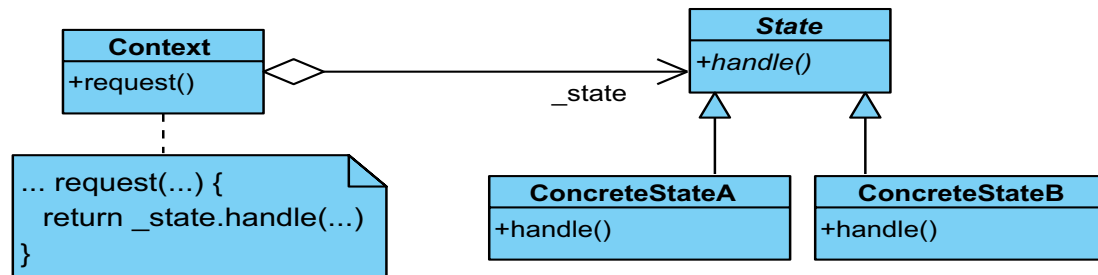 Context
+request()
_state
State
+handle()
... request(...) {
return _state.handle(...)
}
ConcreteStateA
+handle()
ConcreteStateB
+handle()